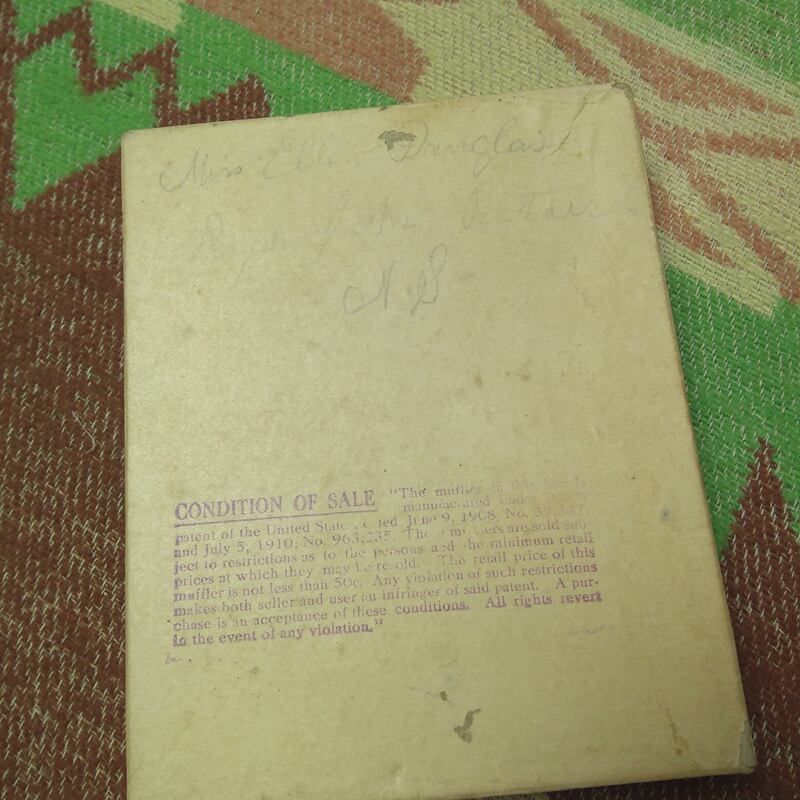 Miss Ellen Douglas
River John
N S
CONDITION OF SALE "The muffler in this box is
manufactured under
patent of the United States dated June 9, 1908, No. 39,347,
and July 5, 1910; No. 963,235. The mufflers are sold sub-
ject to restrictions as to the persons and the minimum retail
prices at which they may be resold. The retail price of this
muffler is not less than 50c. Any violation of such restrictions
makes both seller and user an infringer of said patent. A pur-
chase is an acceptance of these conditions. All rights revert
in the event of any violation."